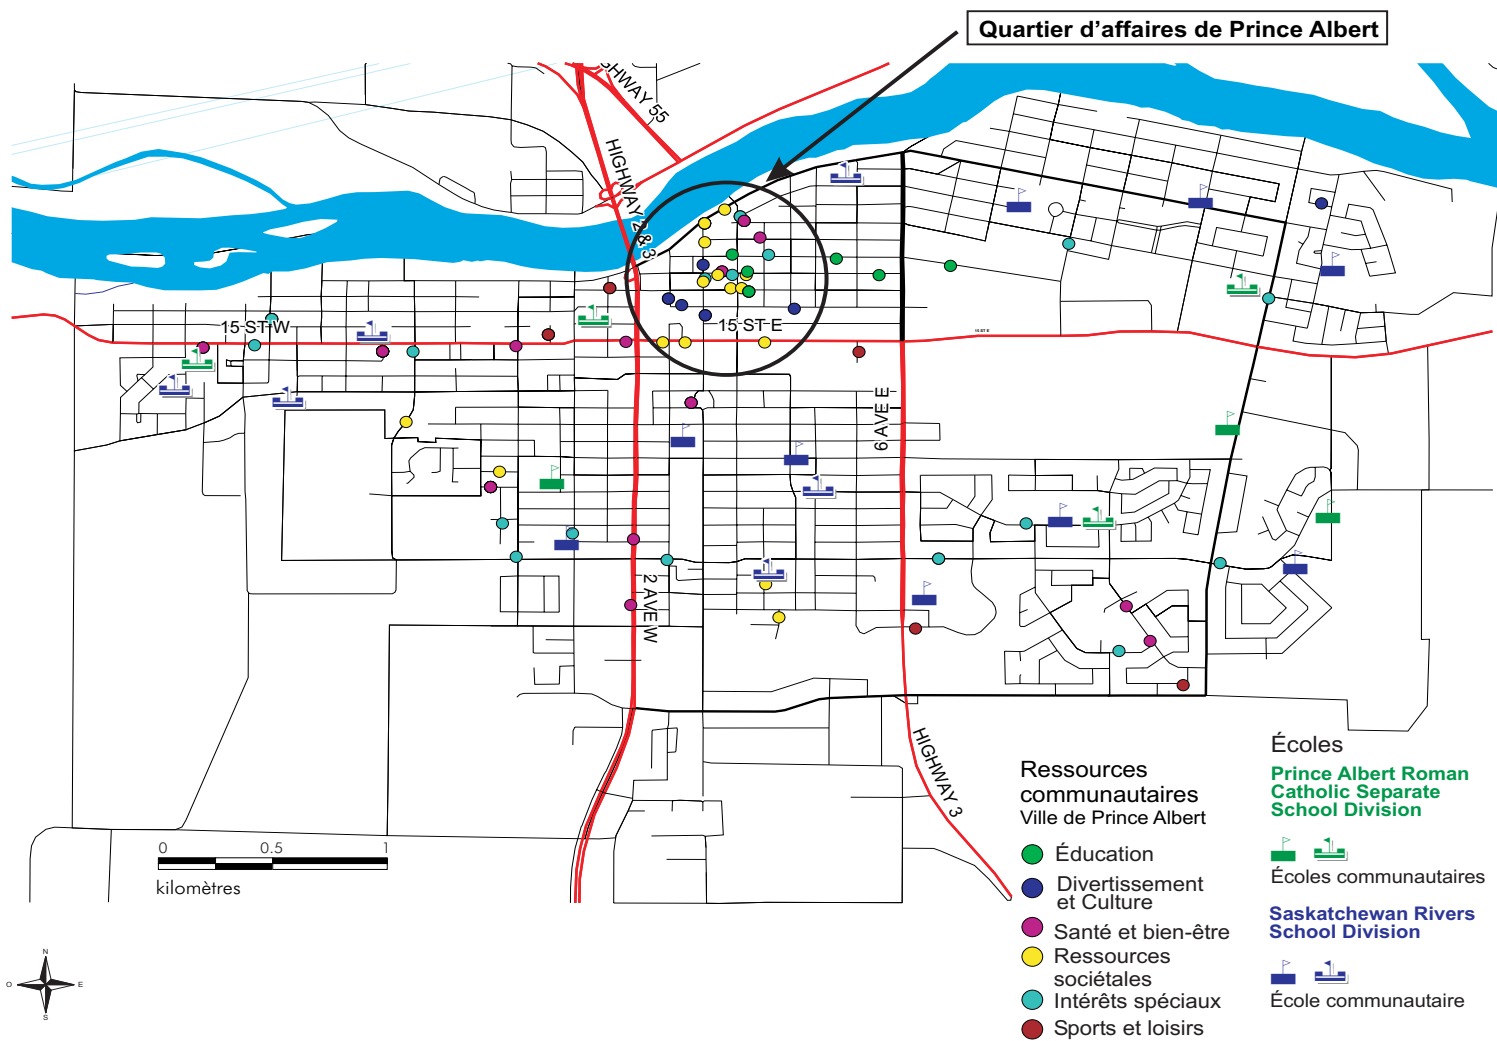 Quartier d'affaires de Prince Albert
GHWAY 55
HIGHWAY 2 & 3
15 ST W
15 ST E
15 ST E
6 AVE E
2 AVE W
HIGHWAY 3
0 0.5 1
kilomètres
N
O E
S
Ressources
communautaires
Ville de Prince Albert
Éducation
Divertissement
et Culture
Santé et bien-être
Ressources
sociétales
Intérêts spéciaux
Sports et loisirs
Écoles
Prince Albert Roman
Catholic Separate
School Division
Écoles communautaires
Saskatchewan Rivers
School Division
École communautaire